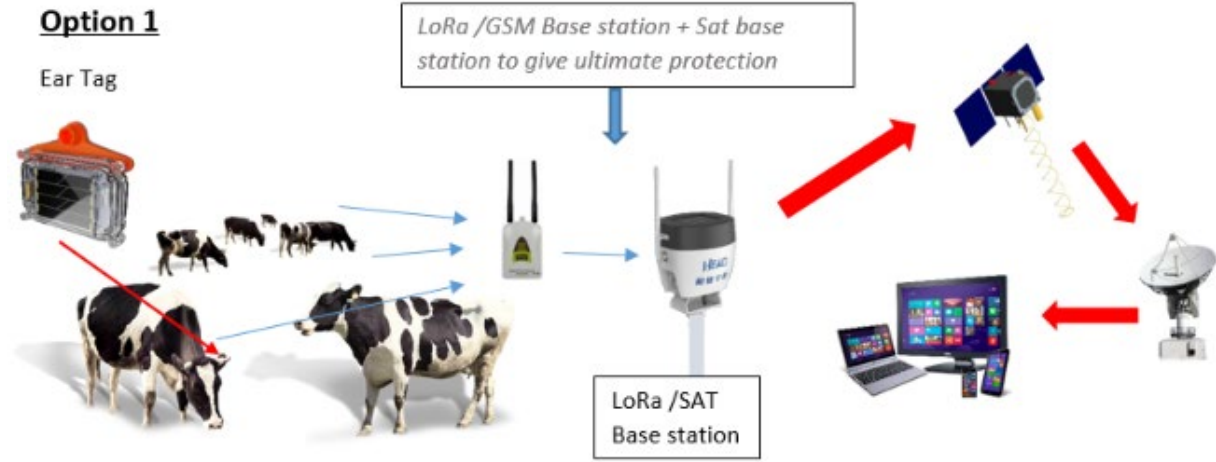 Option 1
Ear Tag
LoRa /GSM Base station + Sat base
station to give ultimate protection
HEAD
LoRa /SAT
Base station